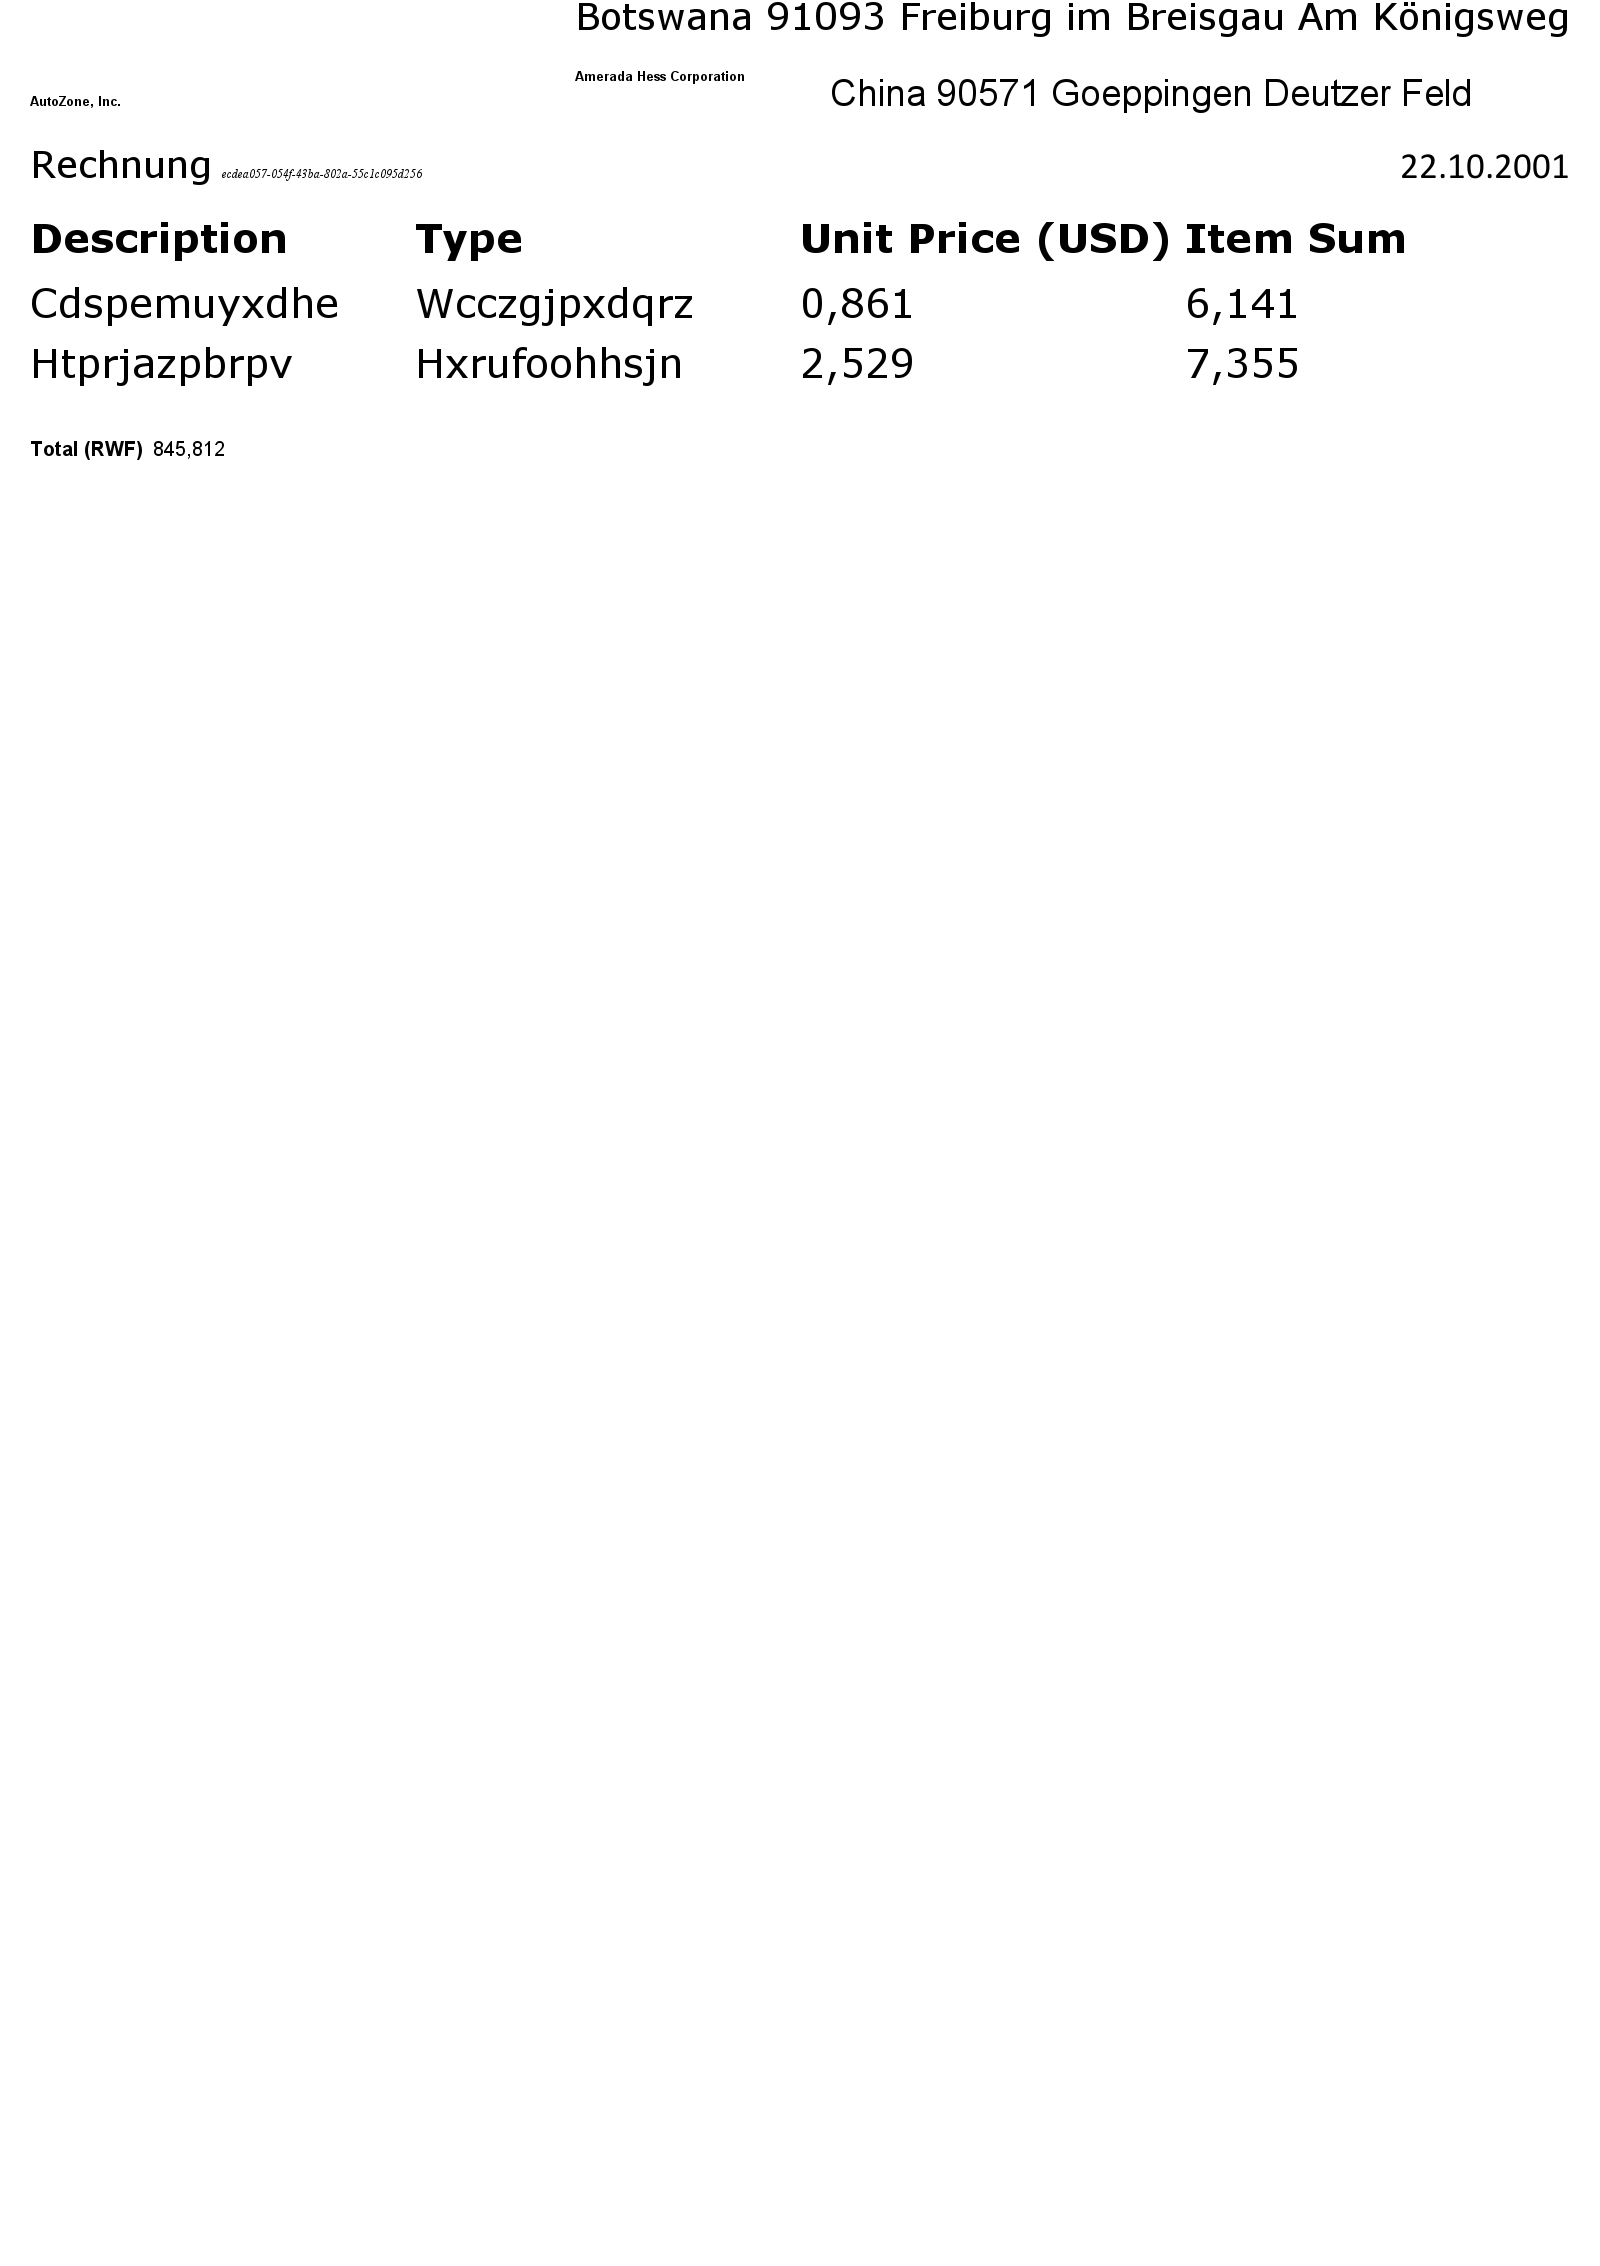 Botswana 91093 Freiburg im Breisgau Am Königsweg
Amerada Hess Corporation
China 90571 Goeppingen Deutzer Feld
AutoZone, Inc.
Rechnung ecdea057-054f-43ba-802a-55c1c095d256 22.10.2001
Description Type Unit Price (USD) Item Sum
Cdspemuyxdhe Wcczgjpxdqrz 0,861 6,141
Htprjazpbrpv Hxrufoohhsjn 2,529 7,355
Total (RWF) 845,812